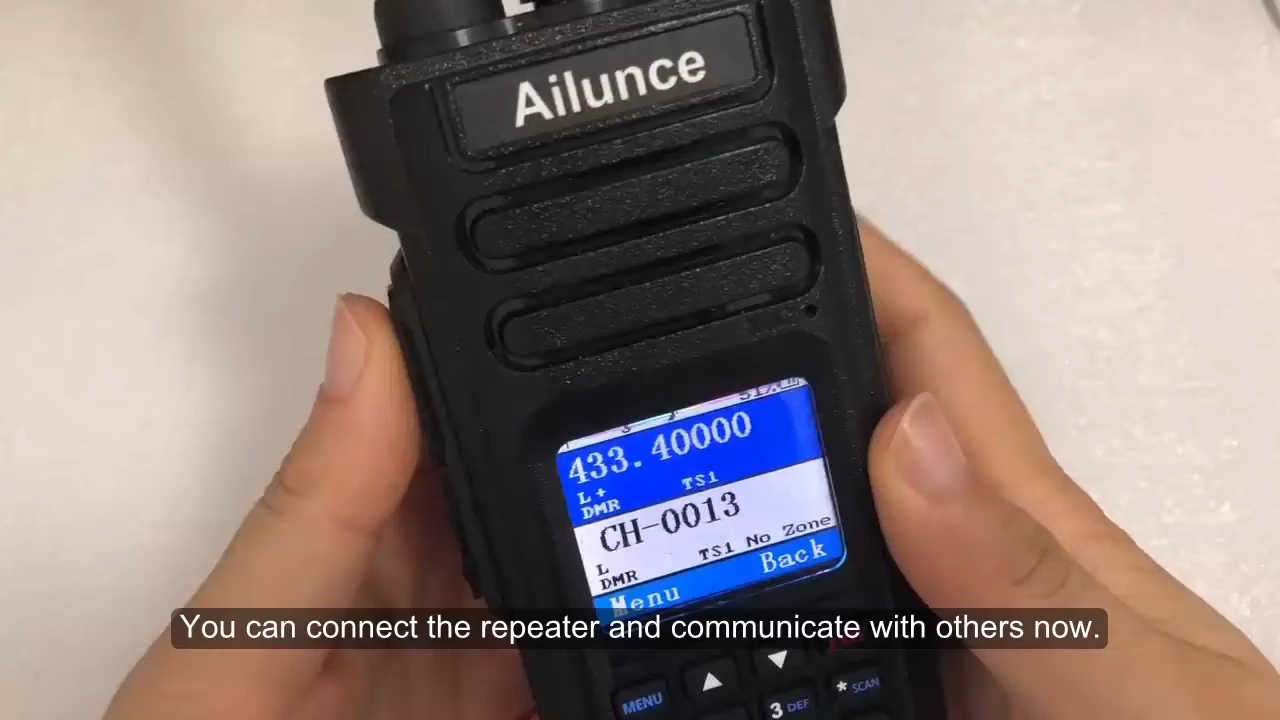 Ailunce
433.40000
L + TS1
DMR
CH-0013
L TS1 No Zone
DMR
Menu Back
You can connect the repeater and communicate with others now.
MENU ▲ ▼
3 DEF * SCAN